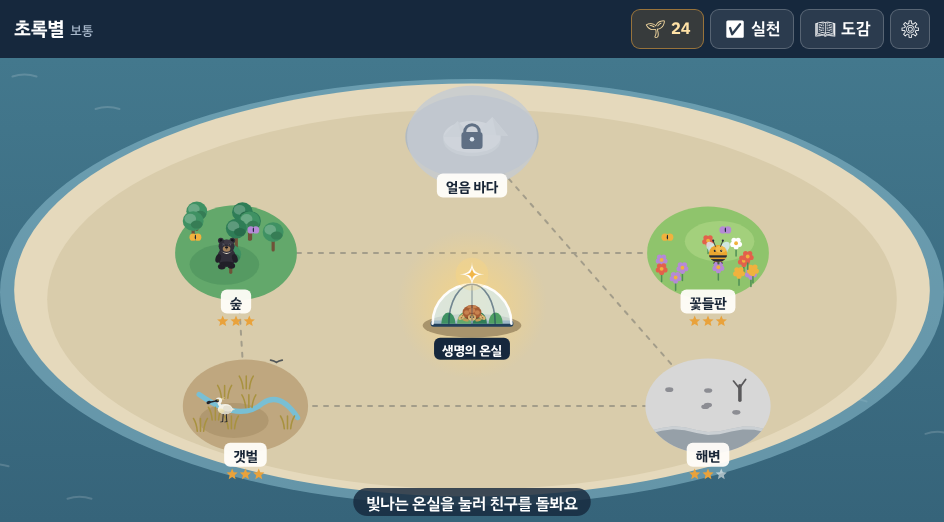 초록별 보통
24
실천
도감
얼음 바다
숲
꽃들판
생명의 온실
갯벌
해변
빛나는 온실을 눌러 친구를 돌봐요